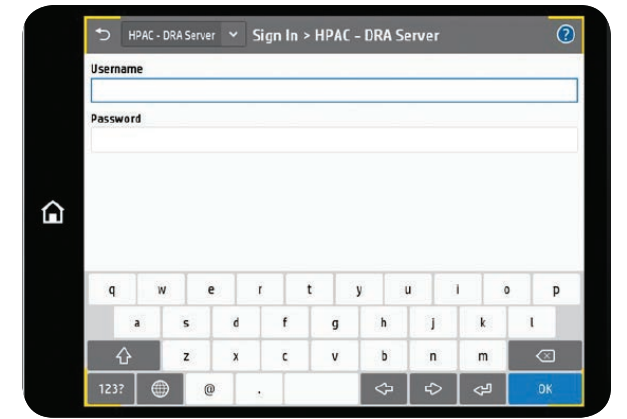 HPAC - DRA Server Sign In > HPAC - DRA Server ?
Username
Password
q w e r t y u i o p
a s d f g h j k l
z x c v b n m
123? @ . OK